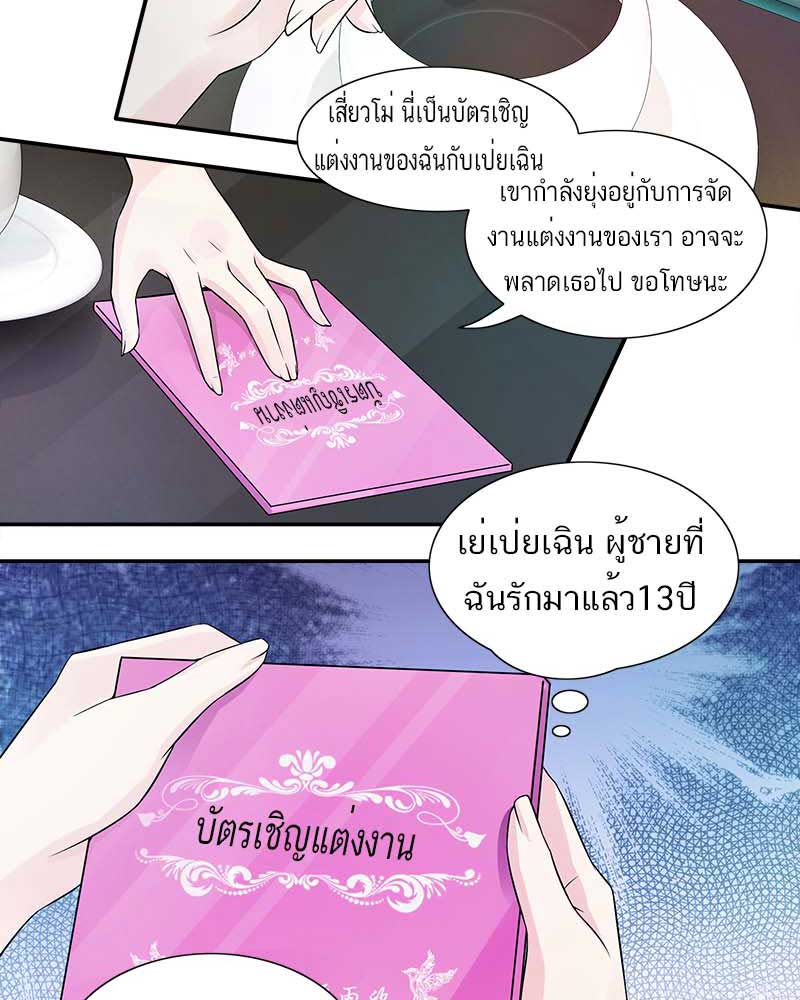 เสี่ยวโม่ นี่เป็นบัตรเชิญ
แต่งงานของฉันกับเป่ยเฉิน
เขากำลังยุ่งอยู่กับการจัด
งานแต่งงานของเรา อาจจะ
พลาดเธอไป ขอโทษนะ
บัตรเชิญแต่งงาน
เย่เป่ยเฉิน ผู้ชายที่
ฉันรักมาแล้ว13ปี
บัตรเชิญแต่งงาน